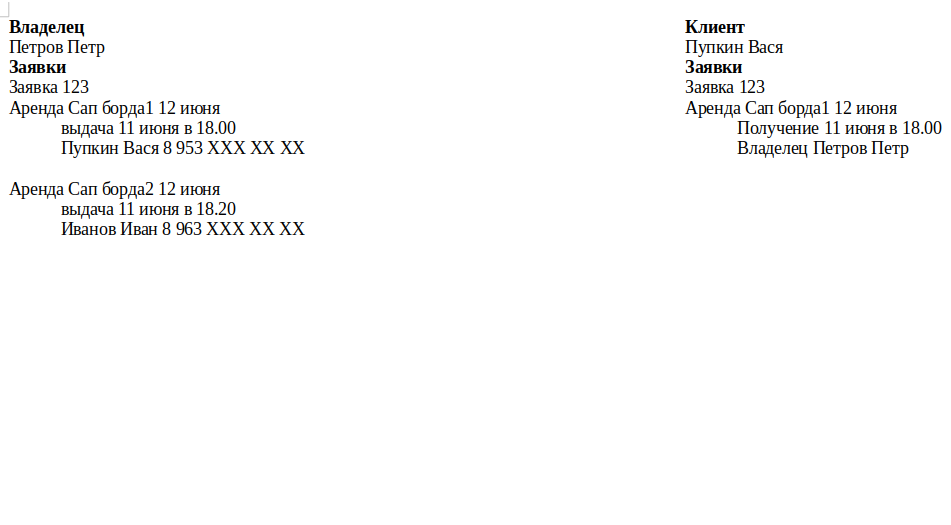 Владелец
Петров Петр
Заявки
Заявка 123
Аренда Сап борда1 12 июня
выдача 11 июня в 18.00
Пупкин Вася 8 953 XXX XX XX
Аренда Сап борда2 12 июня
выдача 11 июня в 18.20
Иванов Иван 8 963 XXX XX XX
Клиент
Пупкин Вася
Заявки
Заявка 123
Аренда Сап борда1 12 июня
Получение 11 июня в 18.00
Владелец Петров Петр